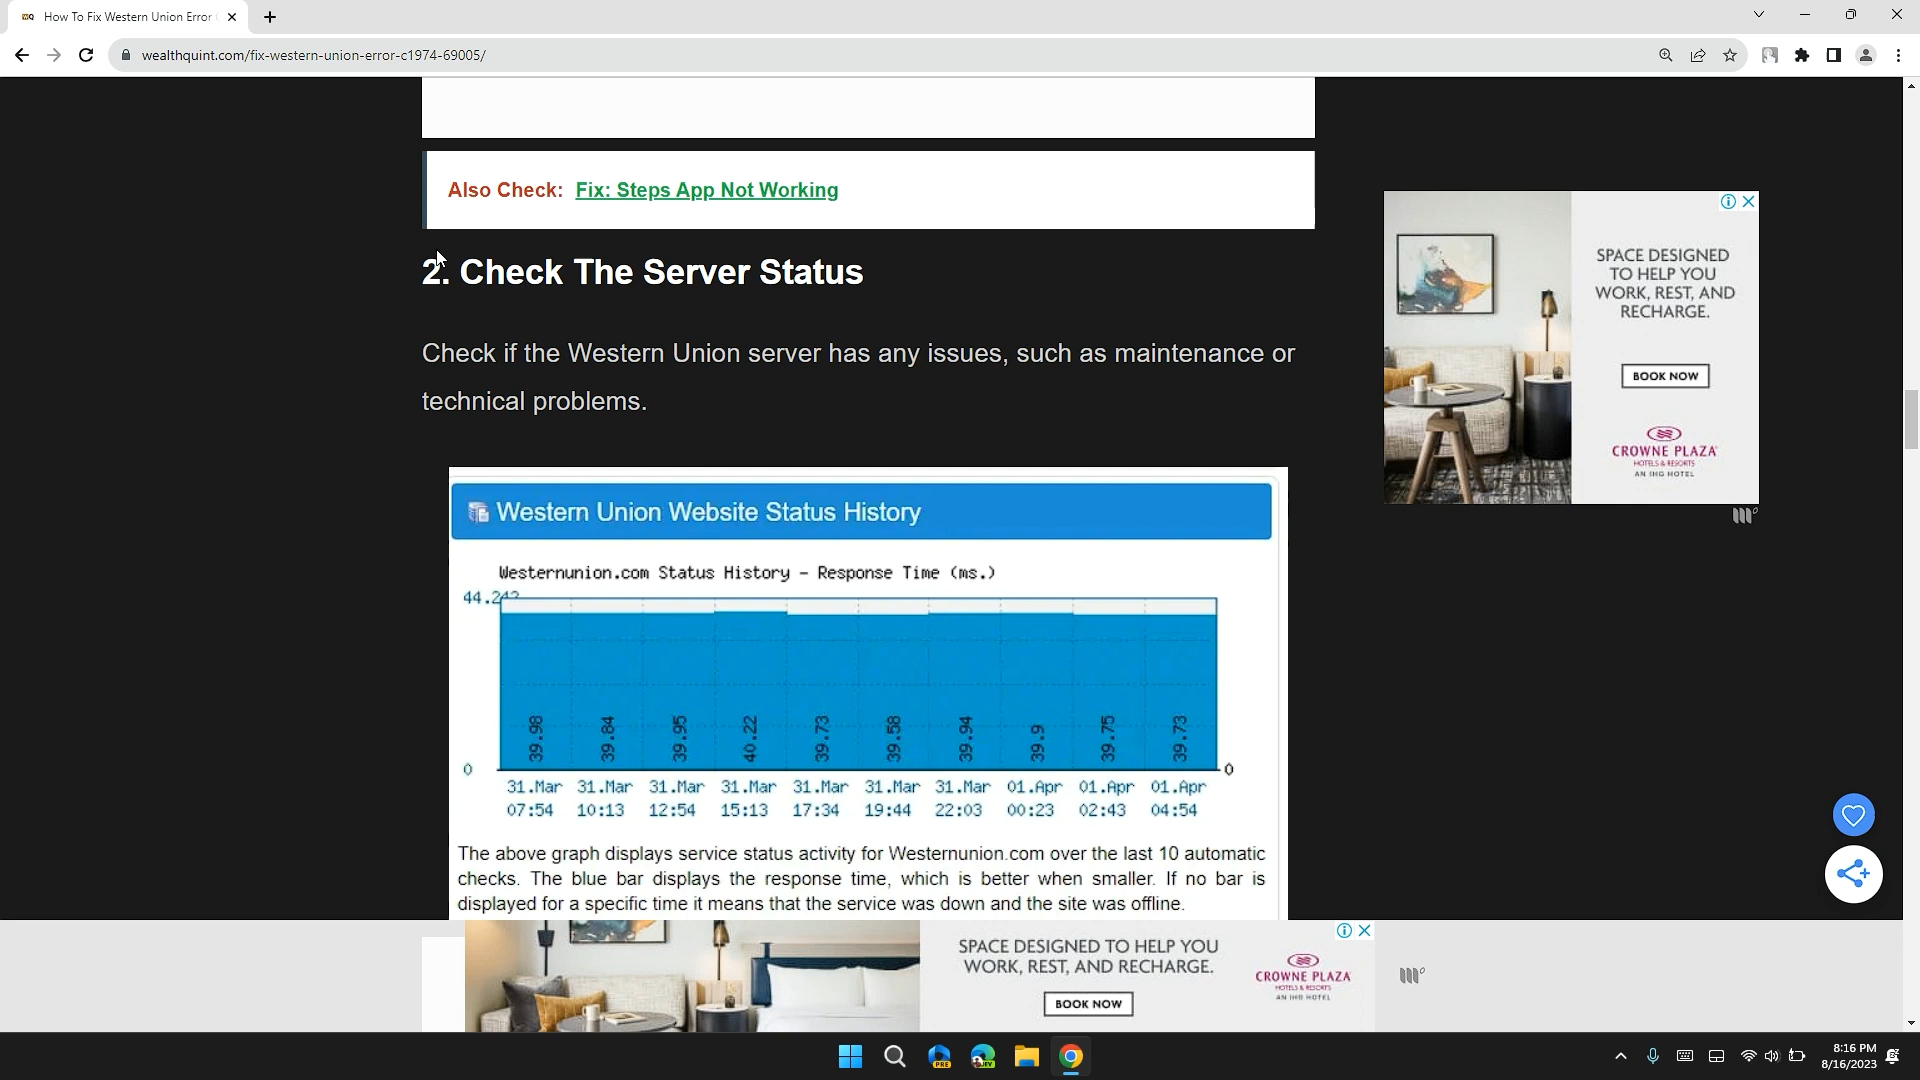 How To Fix Western Union Error
wealthquint.com/fix-western-union-error-c1974-69005/
Also Check: Fix: Steps App Not Working
2. Check The Server Status
Check if the Western Union server has any issues, such as maintenance or
technical problems.
Western Union Website Status History
Westernunion.com Status History - Response Time (ms.)
44.242
39.98 39.84 39.95 40.22 39.73 39.58 39.94 39.9 39.75 39.73
0 0
31.Mar 31.Mar 31.Mar 31.Mar 31.Mar 31.Mar 31.Mar 01.Apr 01.Apr 01.Apr
07:54 10:13 12:54 15:13 17:34 19:44 22:03 00:23 02:43 04:54
The above graph displays service status activity for Westernunion.com over the last 10 automatic
checks. The blue bar displays the response time, which is better when smaller. If no bar is
displayed for a specific time it means that the service was down and the site was offline.
SPACE DESIGNED
TO HELP YOU
WORK, REST, AND
RECHARGE.
BOOK NOW
CROWNE PLAZA
HOTELS & RESORTS
AN IHG HOTEL
SPACE DESIGNED TO HELP YOU
WORK, REST, AND RECHARGE.
BOOK NOW
CROWNE PLAZA
HOTELS & RESORTS
AN IHG HOTEL
PRE
DEV
8:16 PM
8/16/2023